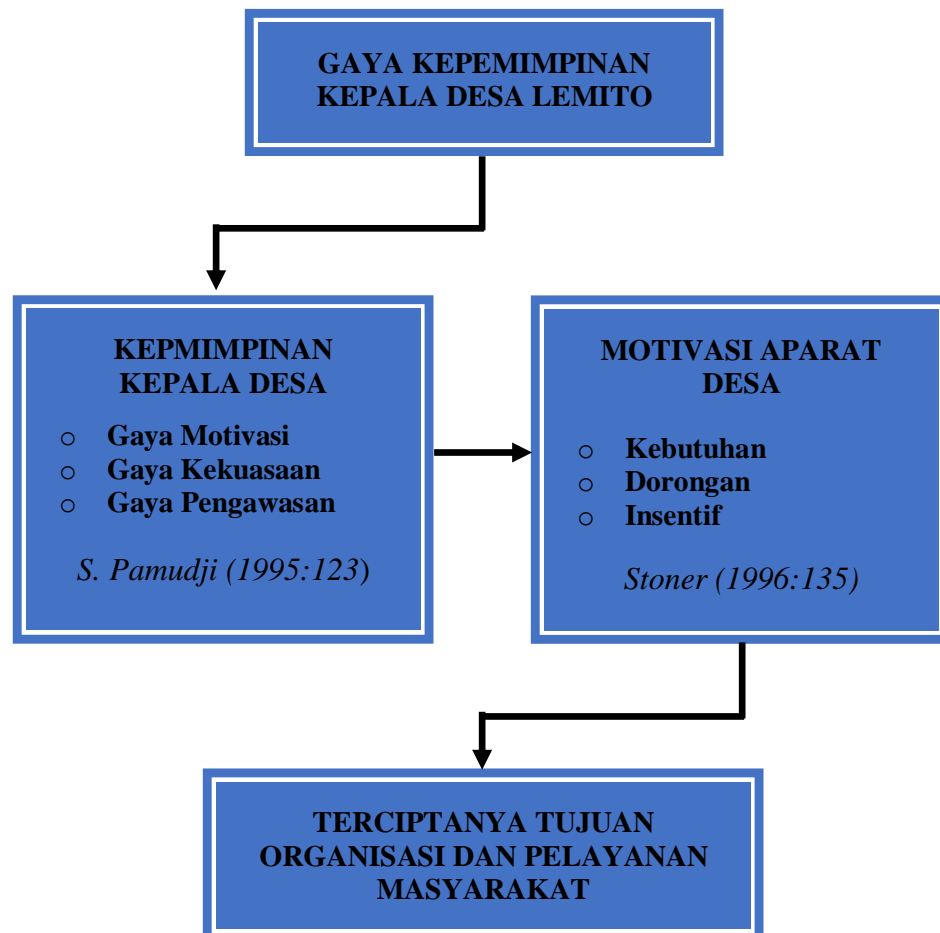 GAYA KEPEMIMPINAN
KEPALA DESA LEMITO
KEPMIMPINAN
KEPALA DESA
o Gaya Motivasi
o Gaya Kekuasaan
o Gaya Pengawasan
S. Pamudji (1995:123)
MOTIVASI APARAT
DESA
o Kebutuhan
o Dorongan
o Insentif
Stoner (1996:135)
TERCIPTANYA TUJUAN
ORGANISASI DAN PELAYANAN
MASYARAKAT